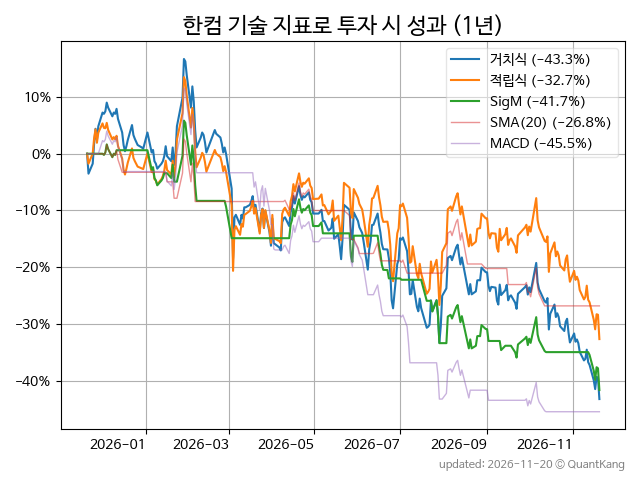 한컴 기술 지표로 투자 시 성과 (1년)
거치식 (−43.3%)
적립식 (−32.7%)
SigM (−41.7%)
SMA(20) (−26.8%)
MACD (−45.5%)
10%
0%
−10%
−20%
−30%
−40%
2026-01 2026-03 2026-05 2026-07 2026-09 2026-11
updated: 2026-11-20 © QuantKang